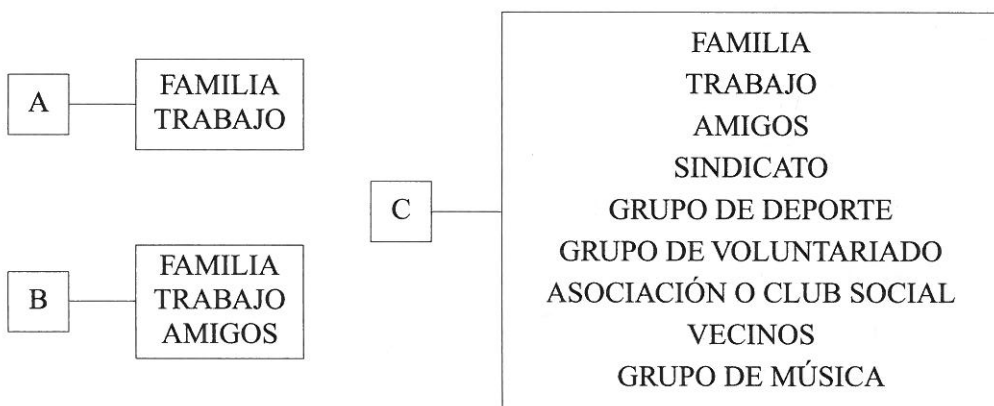 A
FAMILIA
TRABAJO
B
FAMILIA
TRABAJO
AMIGOS
C
FAMILIA
TRABAJO
AMIGOS
SINDICATO
GRUPO DE DEPORTE
GRUPO DE VOLUNTARIADO
ASOCIACIÓN O CLUB SOCIAL
VECINOS
GRUPO DE MÚSICA